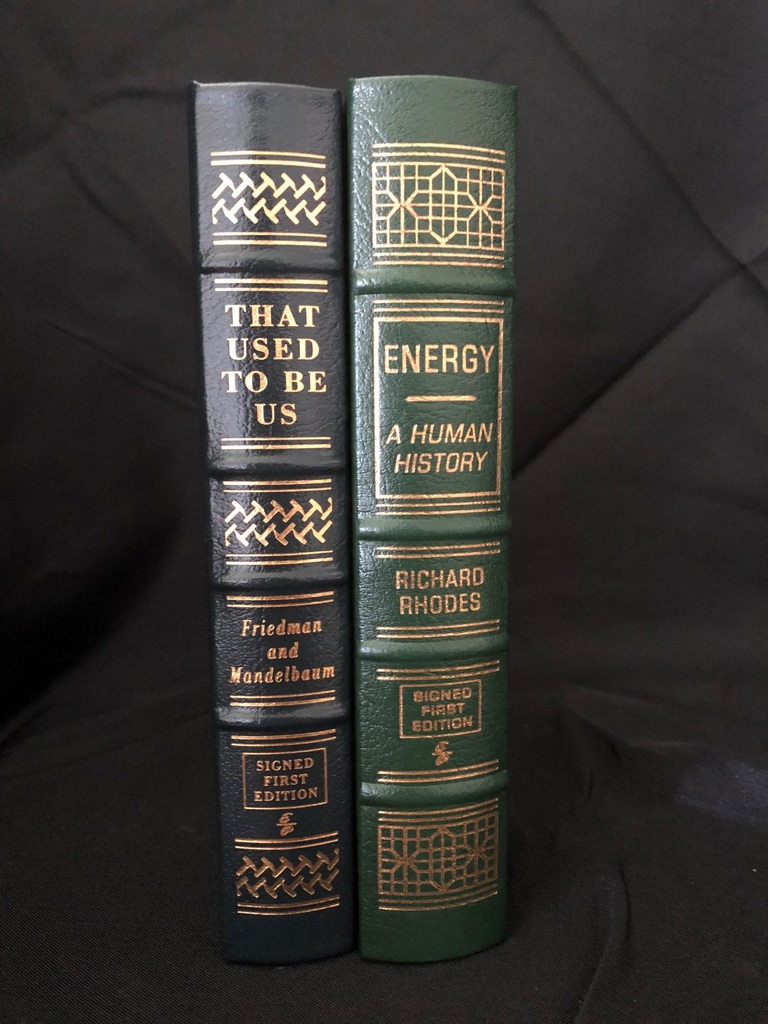 THAT
USED
TO BE
US
Friedman
and
Mandelbaum
SIGNED
FIRST
EDITION
ENERGY
A HUMAN
HISTORY
RICHARD
RHODES
SIGNED
FIRST
EDITION